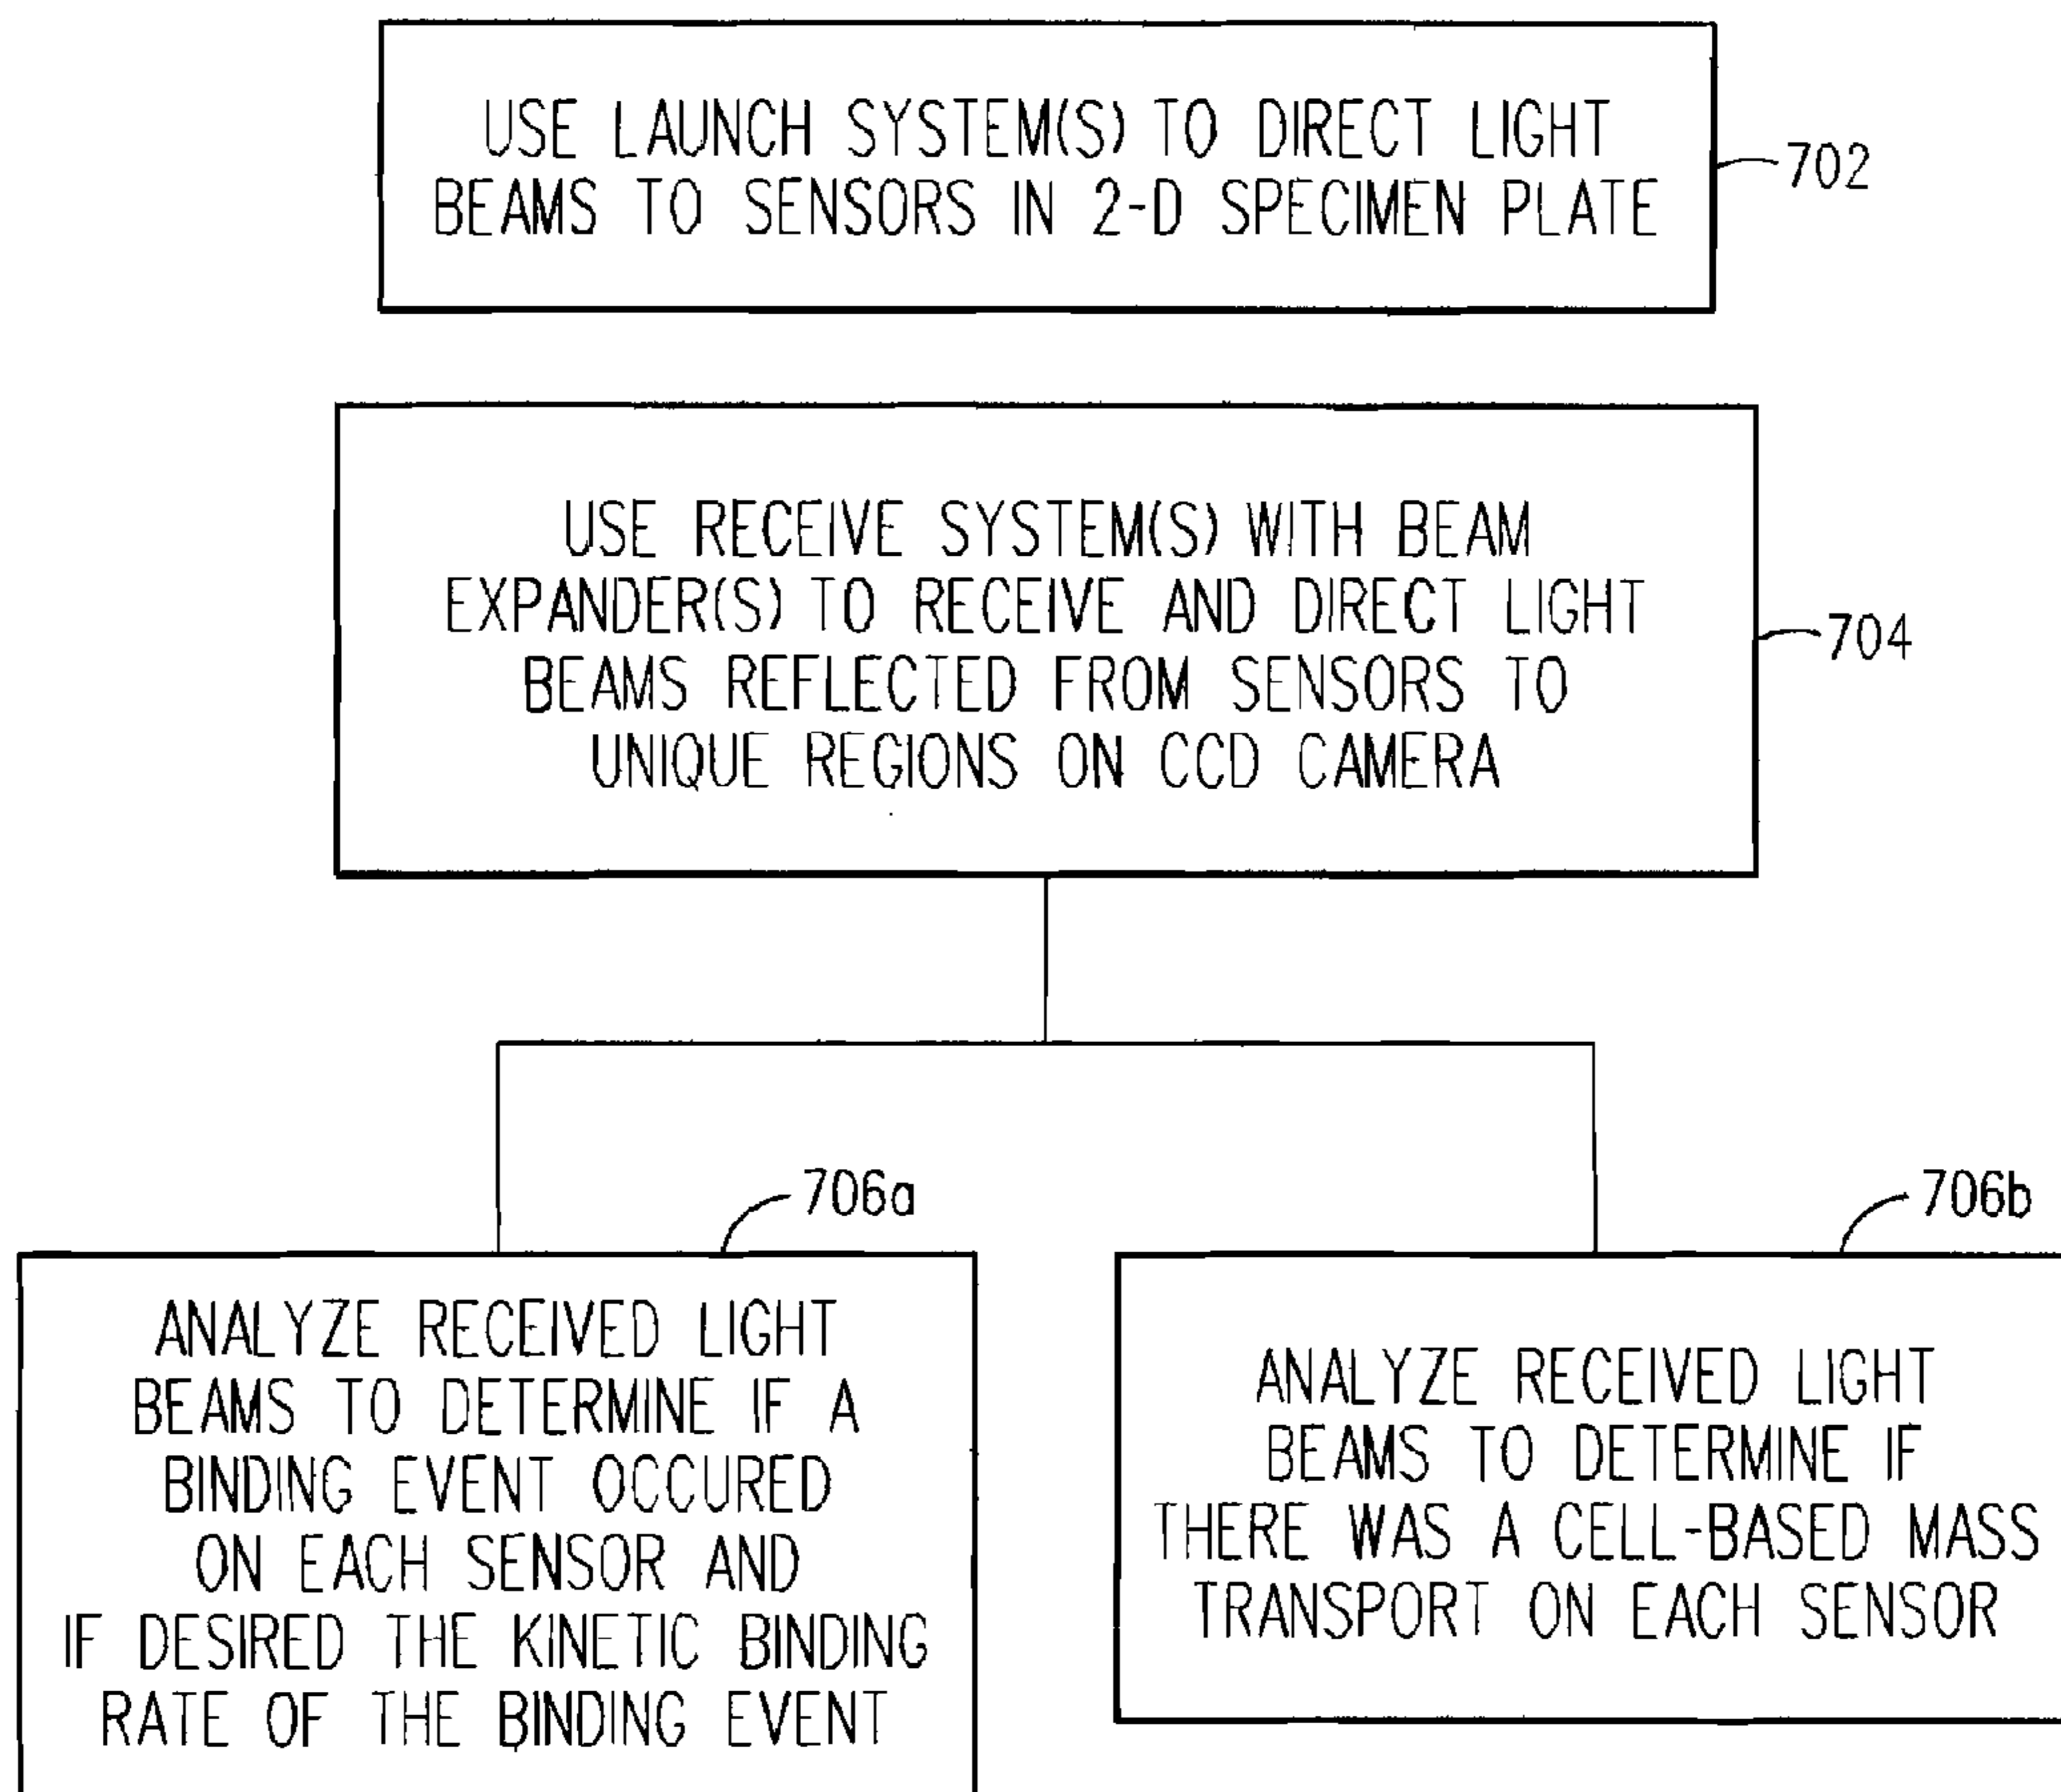 USE LAUNCH SYSTEM(S) TO DIRECT LIGHT
BEAMS TO SENSORS IN 2-D SPECIMEN PLATE
702
USE RECEIVE SYSTEM(S) WITH BEAM
EXPANDER(S) TO RECEIVE AND DIRECT LIGHT
BEAMS REFLECTED FROM SENSORS TO
UNIQUE REGIONS ON CCD CAMERA
704
706a
ANALYZE RECEIVED LIGHT
BEAMS TO DETERMINE IF A
BINDING EVENT OCCURED
ON EACH SENSOR AND
IF DESIRED THE KINETIC BINDING
RATE OF THE BINDING EVENT
706b
ANALYZE RECEIVED LIGHT
BEAMS TO DETERMINE IF
THERE WAS A CELL-BASED MASS
TRANSPORT ON EACH SENSOR